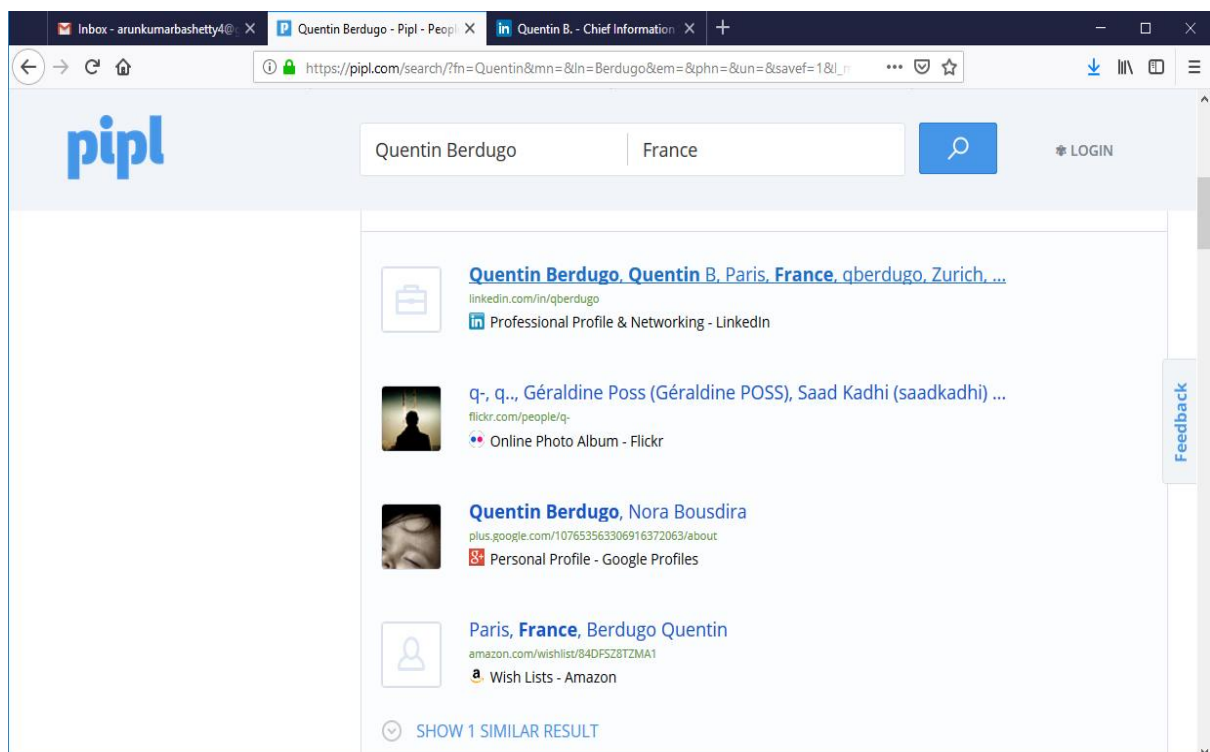 Inbox - arunkumarbashetty4@g
Quentin Berdugo - Pipl - Peopl
Quentin B. - Chief Information
https://pipl.com/search/?fn=Quentin&mn=&ln=Berdugo&em=&phn=&un=&savef=1&l_m
pipl
Quentin Berdugo
France
LOGIN
Quentin Berdugo, Quentin B, Paris, France, qberdugo, Zurich, ...
linkedin.com/in/qberdugo
in Professional Profile & Networking - LinkedIn
q-, q.., Géraldine Poss (Géraldine POSS), Saad Kadhi (saadkadhi) ...
flickr.com/people/q-
Online Photo Album - Flickr
Quentin Berdugo, Nora Bousdira
plus.google.com/107653563306916372063/about
Personal Profile - Google Profiles
Paris, France, Berdugo Quentin
amazon.com/wishlist/84DFSZ8TZMA1
a Wish Lists - Amazon
SHOW 1 SIMILAR RESULT
Feedback